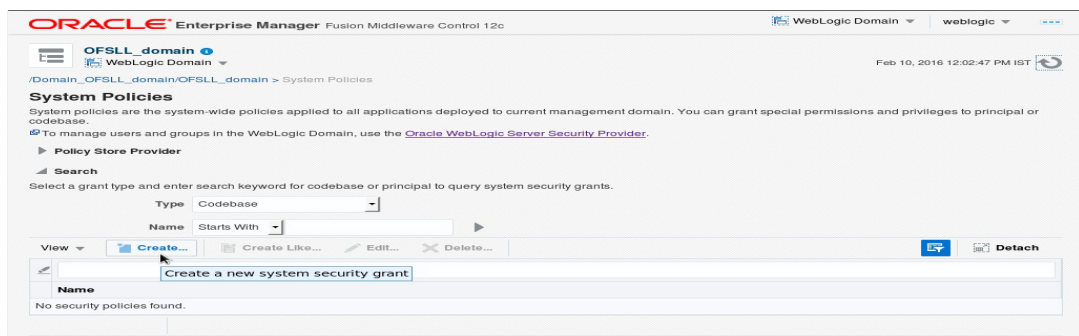 ORACLE Enterprise Manager Fusion Middleware Control 12c
WebLogic Domain
weblogic
OFSLL_domain
WebLogic Domain
Feb 10, 2016 12:02:47 PM IST
/Domain_OFSLL_domain/OFSLL_domain > System Policies
System Policies
System policies are the system-wide policies applied to all applications deployed to current management domain. You can grant special permissions and privileges to principal or
codebase.
To manage users and groups in the WebLogic Domain, use the Oracle WebLogic Server Security Provider.
Policy Store Provider
Search
Select a grant type and enter search keyword for codebase or principal to query system security grants.
Type Codebase
Name Starts With
View Create... Create Like... Edit... Delete... Detach
Create a new system security grant
Name
No security policies found.